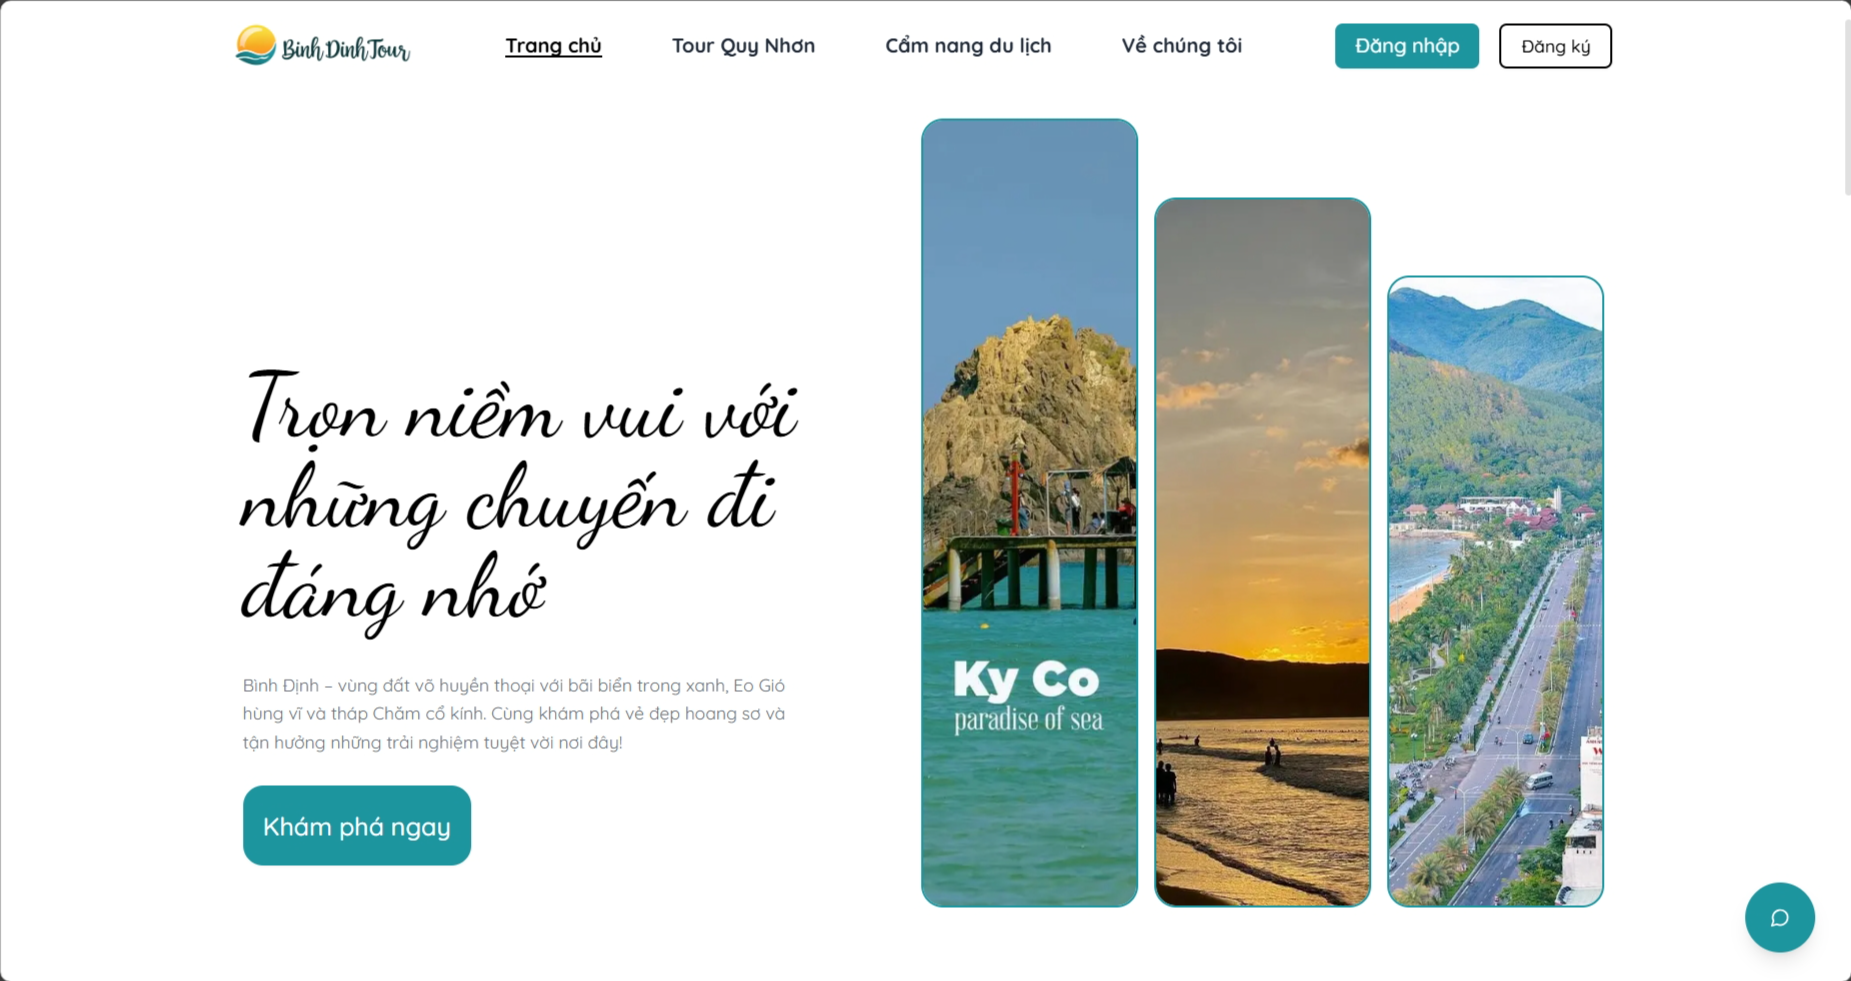 Binh Dinh Tour
Trang chủ
Tour Quy Nhơn
Cẩm nang du lịch
Về chúng tôi
Đăng nhập
Đăng ký
Trọn niềm vui với
những chuyến đi
đáng nhớ
Bình Định – vùng đất võ huyền thoại với bãi biển trong xanh, Eo Gió
hùng vĩ và tháp Chăm cổ kính. Cùng khám phá vẻ đẹp hoang sơ và
tận hưởng những trải nghiệm tuyệt vời nơi đây!
Khám phá ngay
Ky Co
paradise of sea